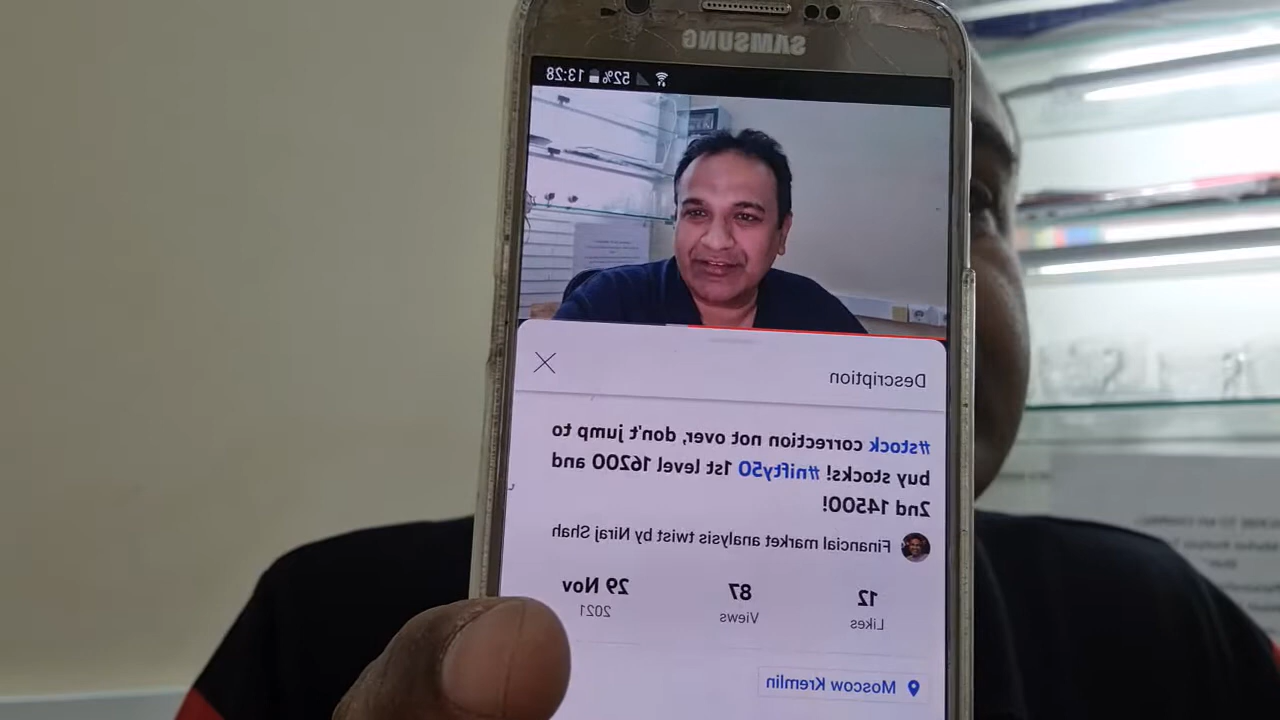 SAMSUNG
52% 13:28
Description
#stock correction not over, don't jump to
buy stocks! #nifty50 1st level 16200 and
2nd 14500!
Financial market analysis twist by Niraj Shah
12 87 29 Nov
Likes Views 2021
Moscow Kremlin